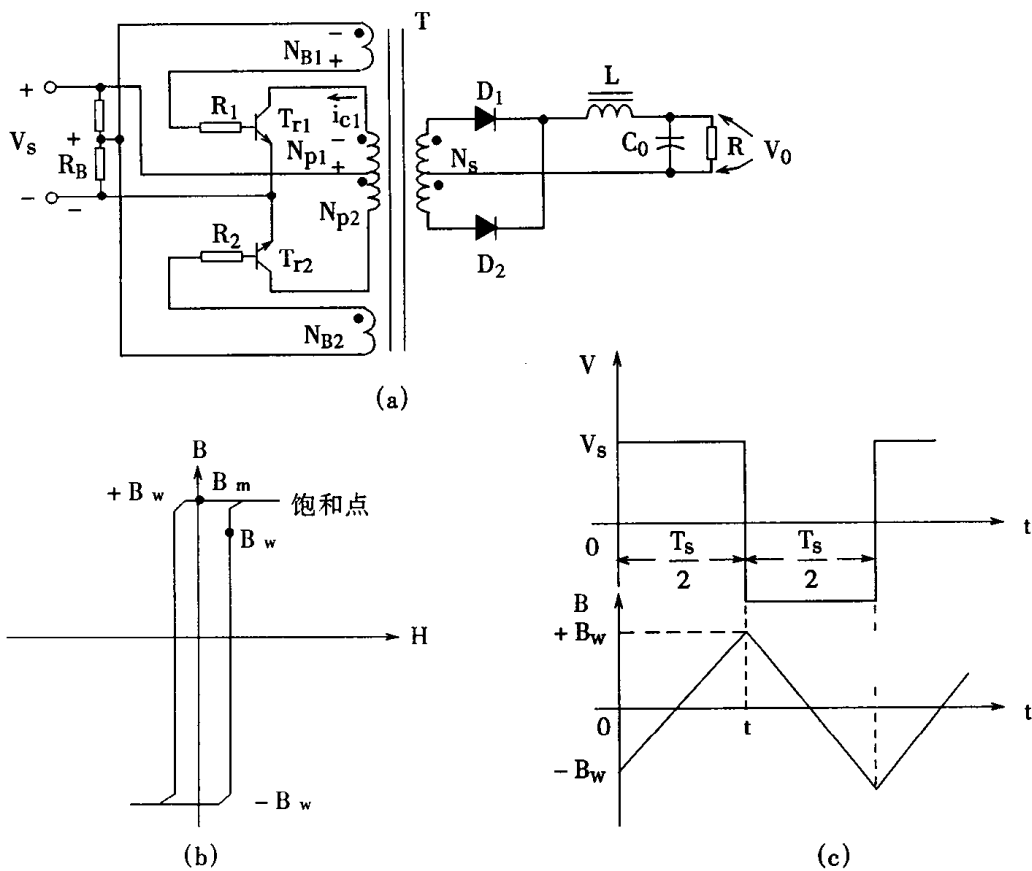 T
N_B1
− +
+
V_s
−
+
R_B
−
R_1
T_r1
i_c1
N_p1
− +
N_p2
R_2
T_r2
N_B2
N_s
D_1
D_2
L
C_0
R
V_0
(a)
B
+B_w
B_m
饱和点
B_w
H
−B_w
(b)
V
V_s
0
T_s/2
T_s/2
t
B
+B_w
0
t
t
−B_w
(c)